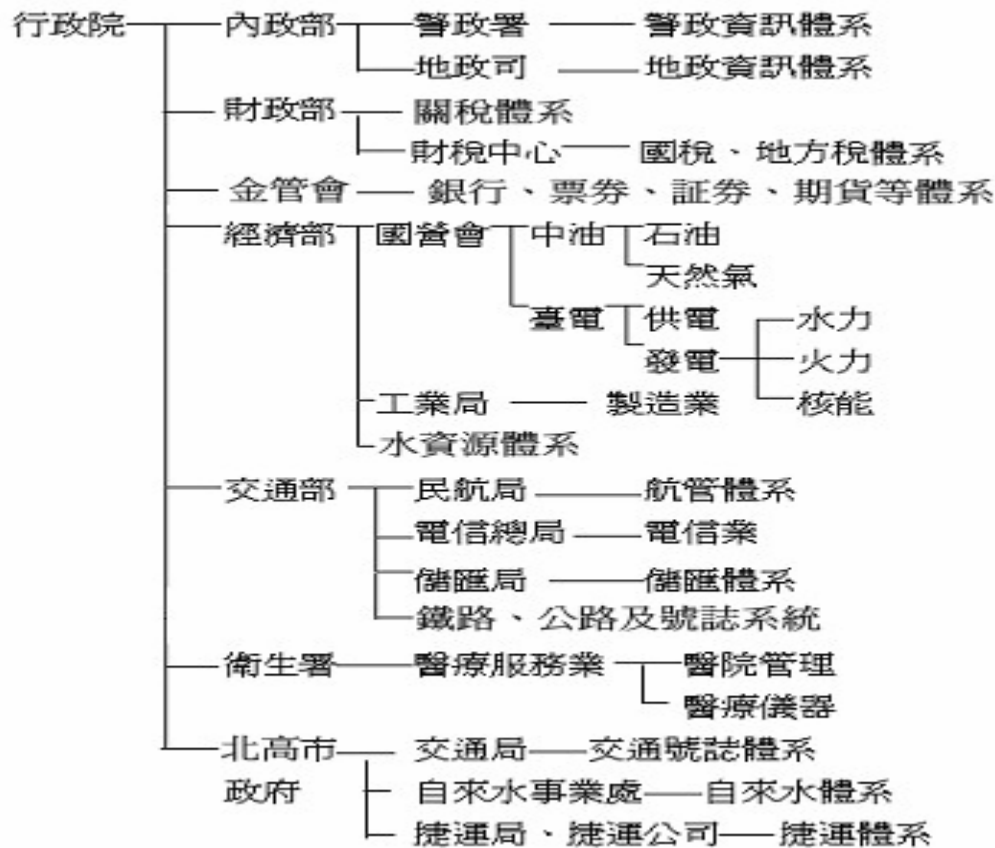 行政院 內政部 警政署 警政資訊體系
地政司 地政資訊體系
財政部 關稅體系
財稅中心 國稅、地方稅體系
金管會 銀行、票券、証券、期貨等體系
經濟部 國營會 中油 石油
天然氣
臺電 供電 水力
發電 火力
工業局 製造業 核能
水資源體系
交通部 民航局 航管體系
電信總局 電信業
儲匯局 儲匯體系
鐵路、公路及號誌系統
衛生署 醫療服務業 醫院管理
醫療儀器
北高市 交通局 交通號誌體系
政府 自來水事業處 自來水體系
捷運局、捷運公司 捷運體系